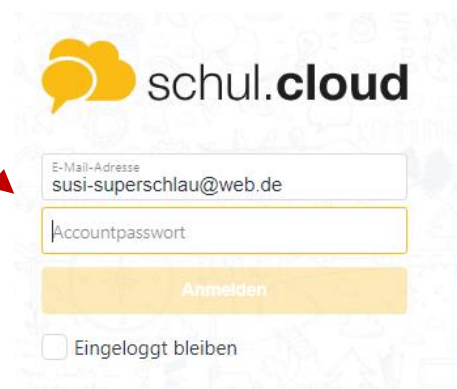 schul.cloud
E-Mail-Adresse
susi-superschlau@web.de
Accountpasswort
Anmelden
Eingeloggt bleiben